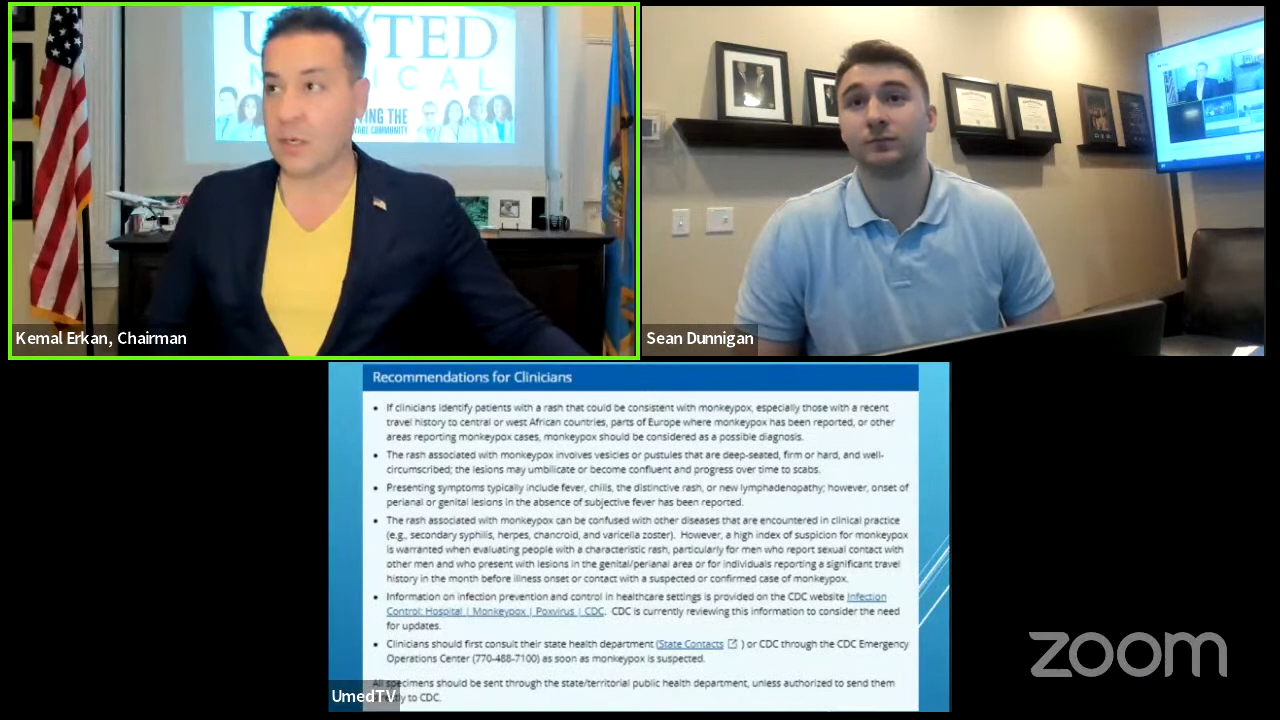 UNITED
MEDICAL
Kemal Erkan, Chairman
Sean Dunnigan
Recommendations for Clinicians
• If clinicians identify patients with a rash that could be consistent with monkeypox, especially those with a recent
travel history to central or west African countries, parts of Europe where monkeypox has been reported, or other
areas reporting monkeypox cases, monkeypox should be considered as a possible diagnosis.
• The rash associated with monkeypox involves vesicles or pustules that are deep-seated, firm or hard, and well-
circumscribed; the lesions may umbilicate or become confluent and progress over time to scabs.
• Presenting symptoms typically include fever, chills, the distinctive rash, or new lymphadenopathy; however, onset of
perianal or genital lesions in the absence of subjective fever has been reported.
• The rash associated with monkeypox can be confused with other diseases that are encountered in clinical practice
(e.g., secondary syphilis, herpes, chancroid, and varicella zoster). However, a high index of suspicion for monkeypox
is warranted when evaluating people with a characteristic rash, particularly for men who report sexual contact with
other men and who present with lesions in the genital/perianal area or for individuals reporting a significant travel
history in the month before illness onset or contact with a suspected or confirmed case of monkeypox.
• Information on infection prevention and control in healthcare settings is provided on the CDC website Infection
Control: Hospital | Monkeypox | Poxvirus | CDC. CDC is currently reviewing this information to consider the need
for updates.
• Clinicians should first consult their state health department (State Contacts ) or CDC through the CDC Emergency
Operations Center (770-488-7100) as soon as monkeypox is suspected.
All specimens should be sent through the state/territorial public health department, unless authorized to send them
to CDC.
UmedTV
zoom